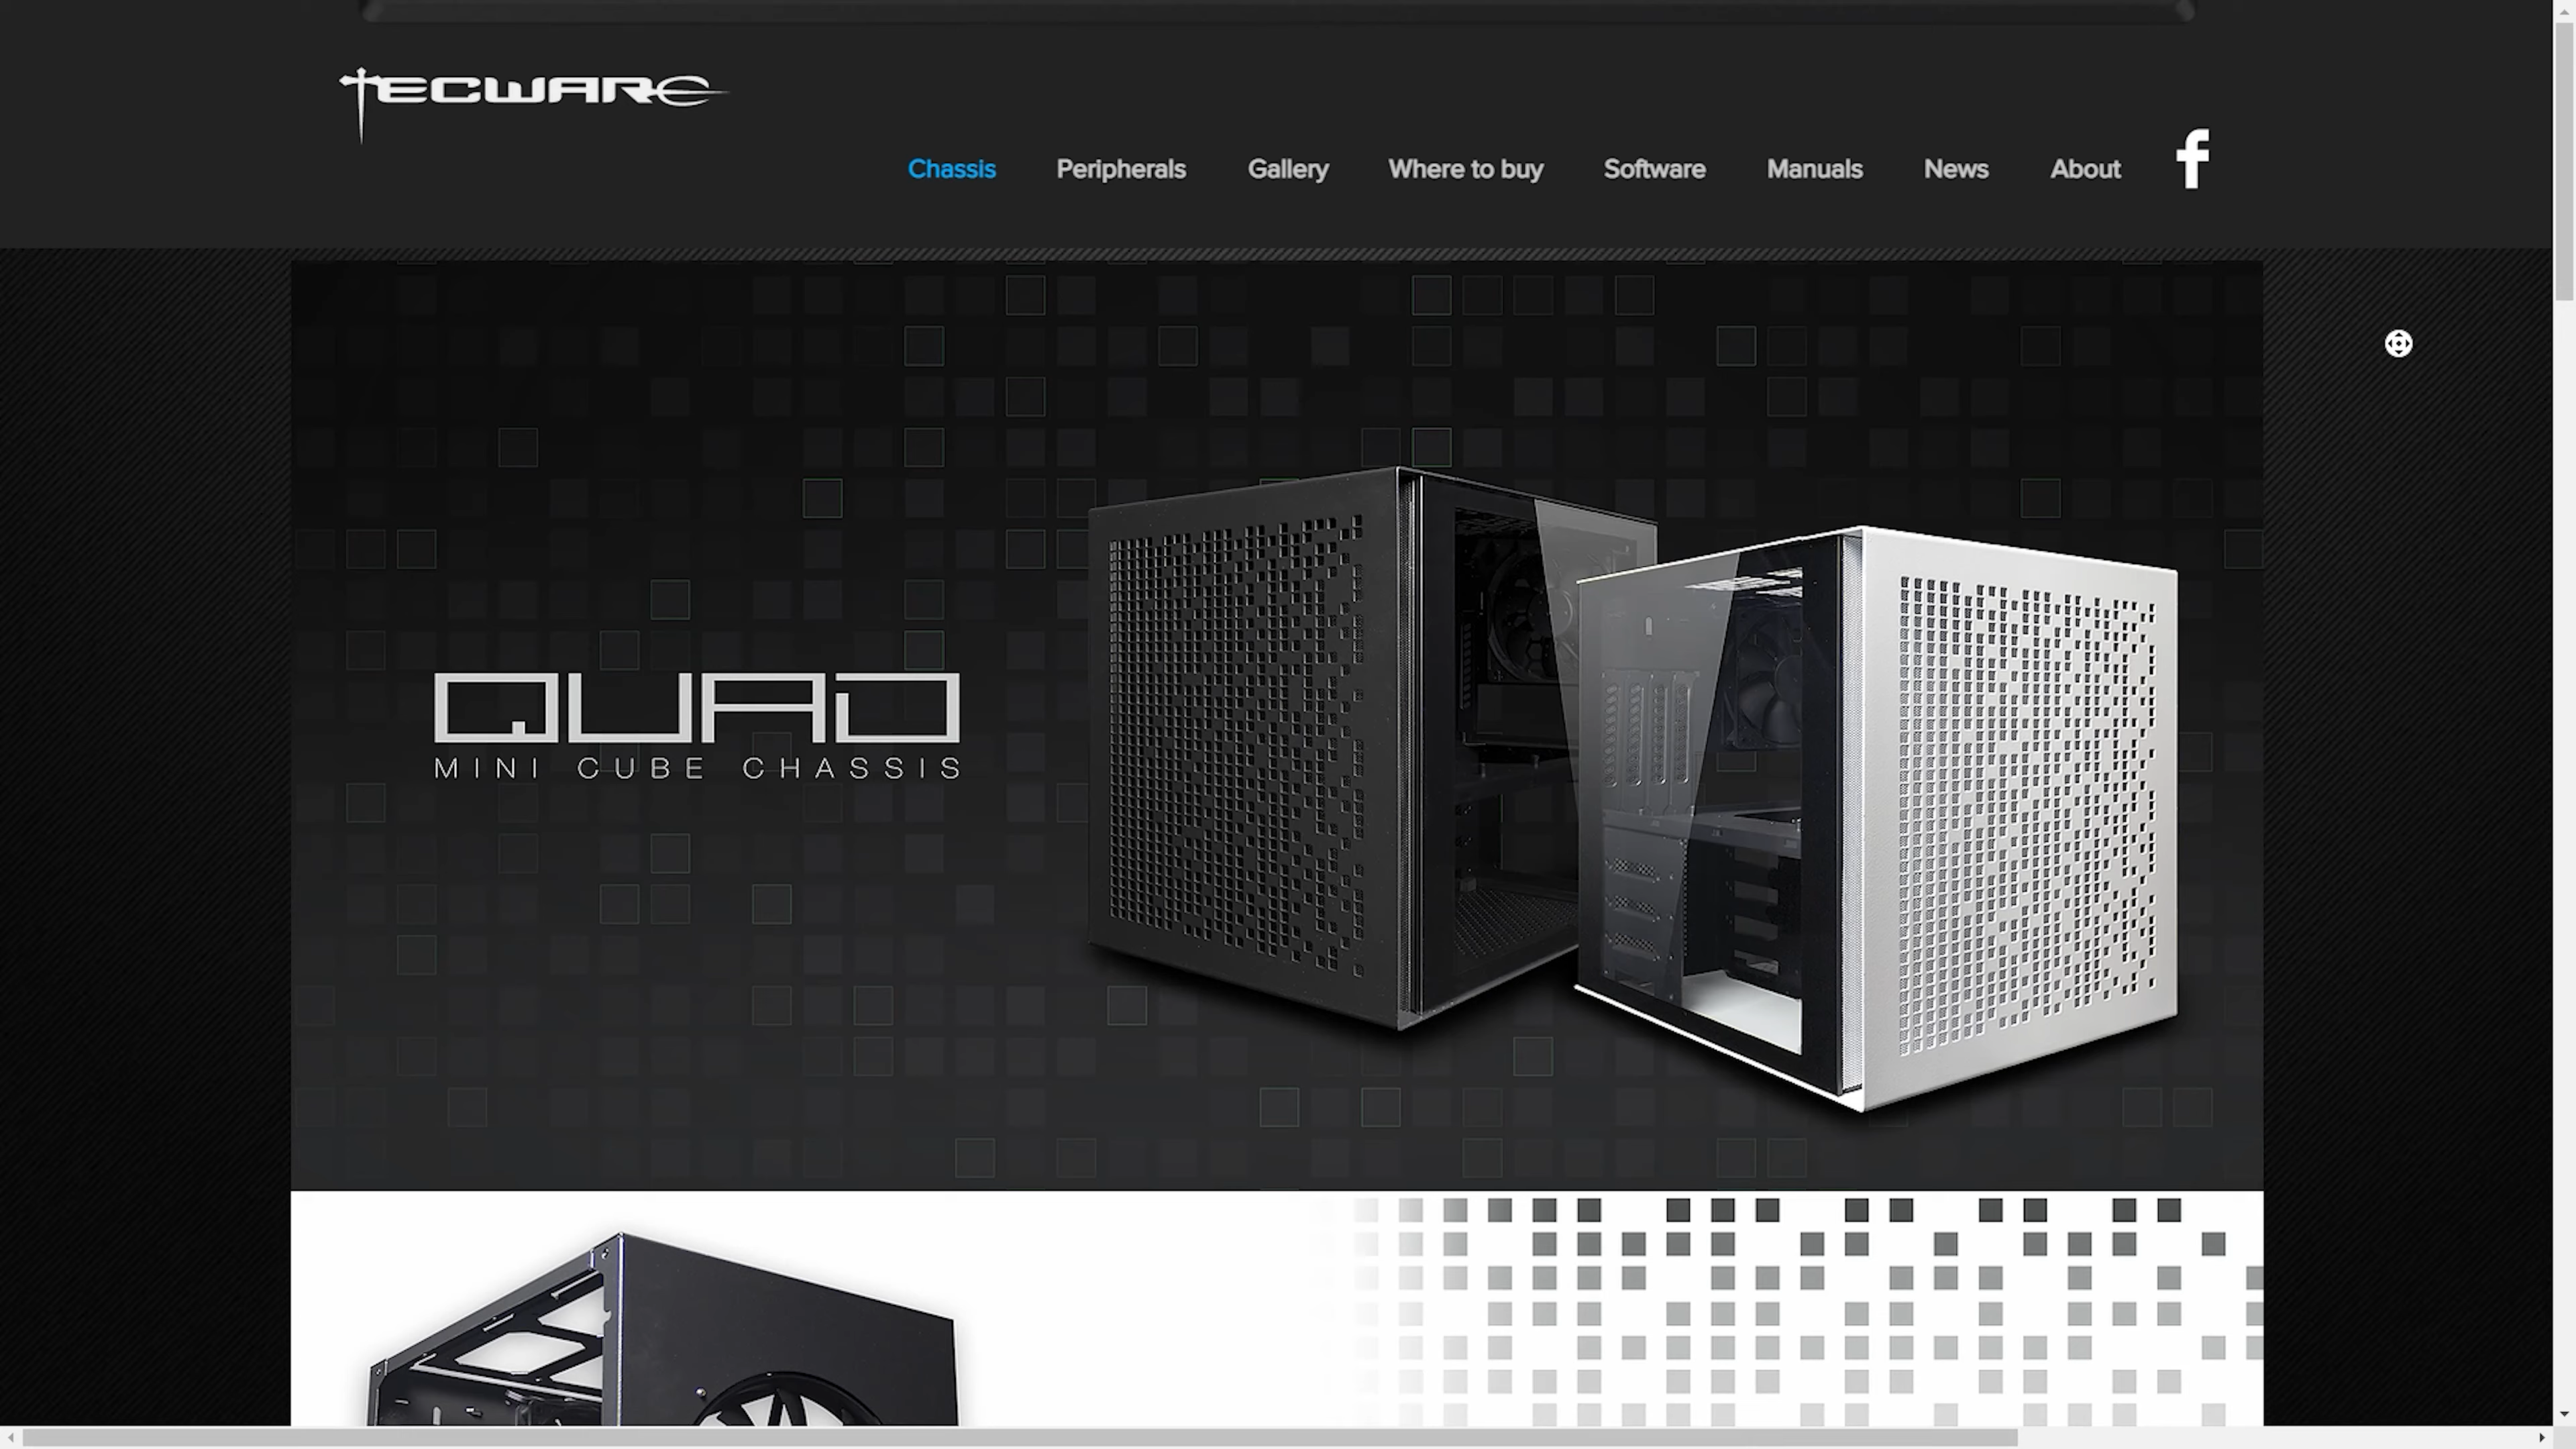 TECWARE
Chassis Peripherals Gallery Where to buy Software Manuals News About f
QUAD
MINI CUBE CHASSIS